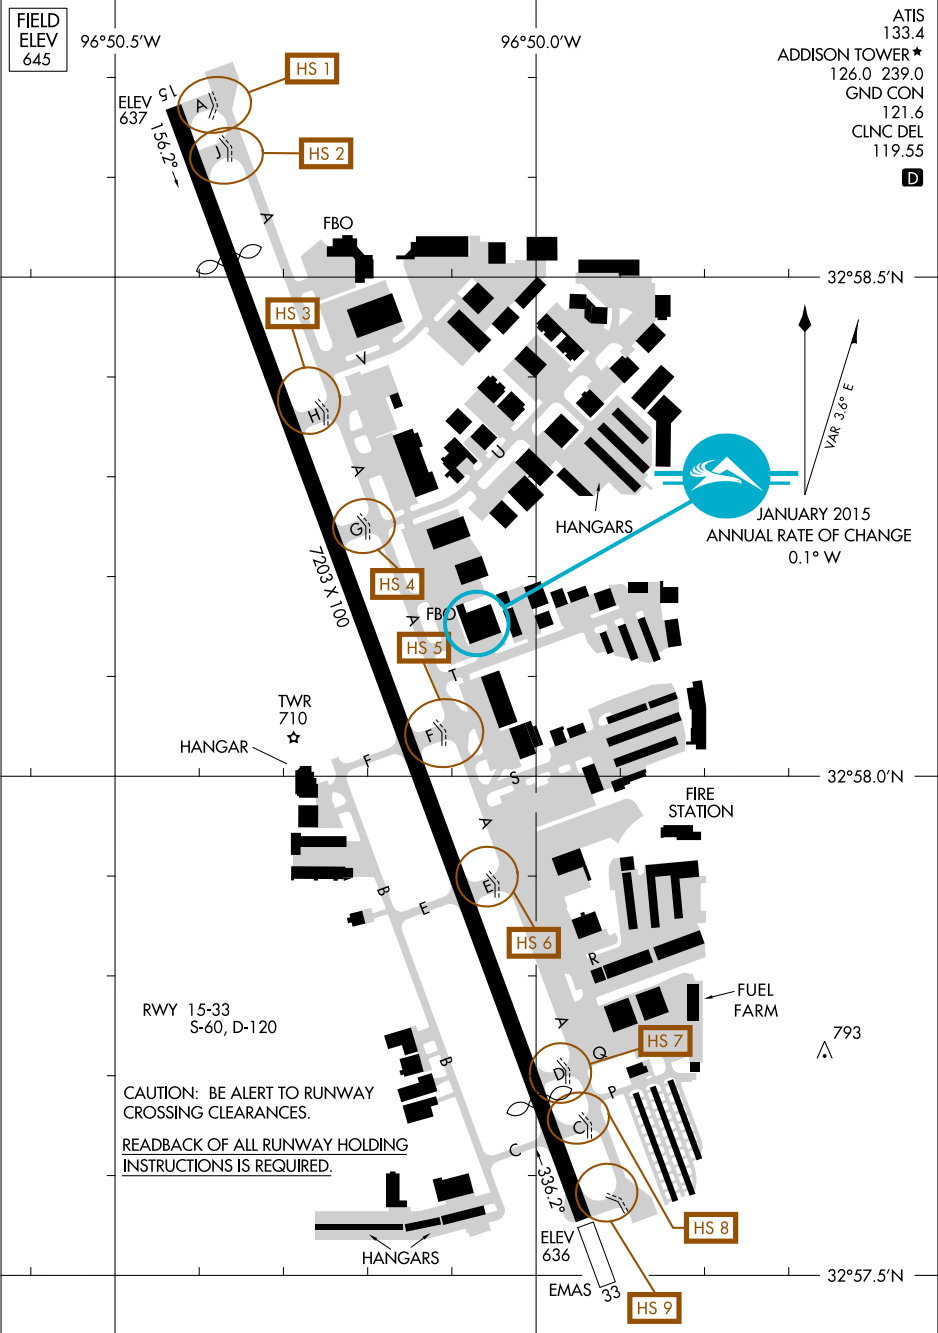 FIELD
ELEV
645
96°50.5'W
96°50.0'W
ATIS
133.4
ADDISON TOWER★
126.0 239.0
GND CON
121.6
CLNC DEL
119.55
D
HS 1
15
ELEV
637
A
156.2°
J
HS 2
A
FBO
32°58.5'N
HS 3
V
H
VAR 3.6° E
A
U
HANGARS
JANUARY 2015
ANNUAL RATE OF CHANGE
0.1° W
G
7203 X 100
HS 4
FBO
A
HS 5
T
TWR
710
HANGAR
F
F
S
32°58.0'N
FIRE
STATION
A
B
E
E
HS 6
R
RWY 15-33
S-60, D-120
FUEL
FARM
A
Q
HS 7
793
B
D
P
CAUTION: BE ALERT TO RUNWAY
CROSSING CLEARANCES.
READBACK OF ALL RUNWAY HOLDING
INSTRUCTIONS IS REQUIRED.
C
C
336.2°
HS 8
ELEV
636
HANGARS
32°57.5'N
EMAS
33
HS 9